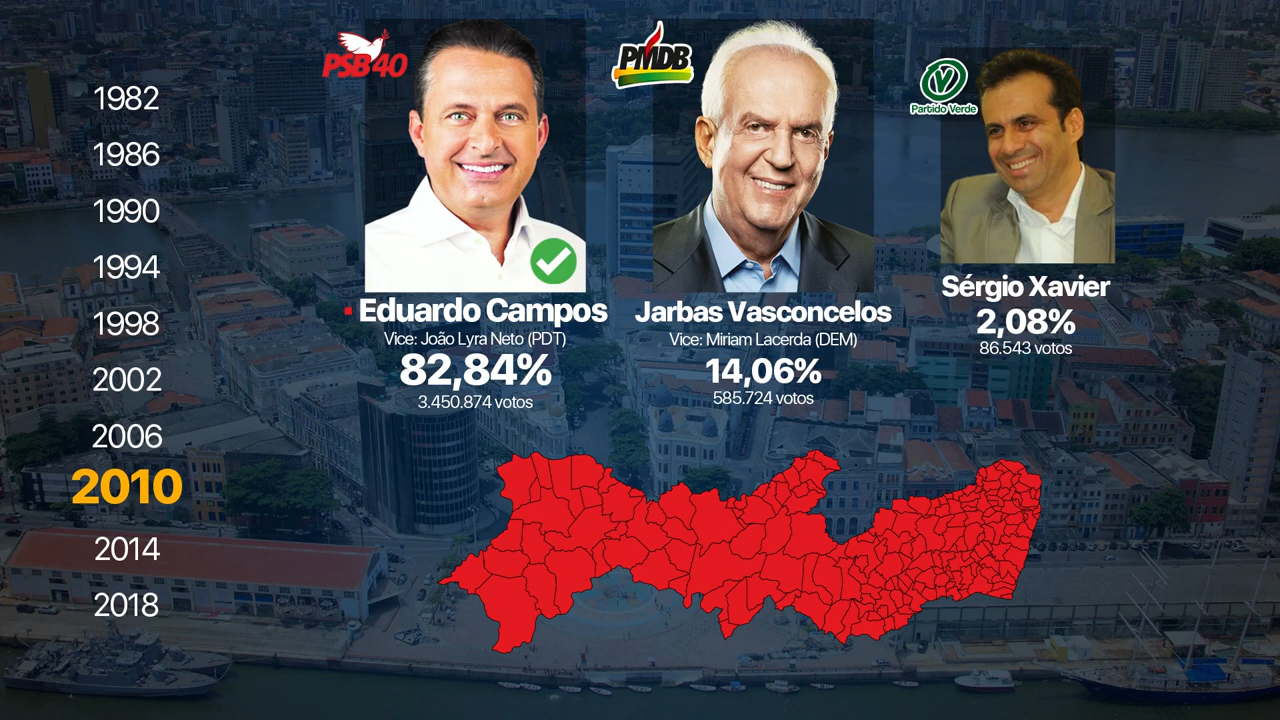 1982
1986
1990
1994
1998
2002
2006
2010
2014
2018
PSB 40
Eduardo Campos
Vice: João Lyra Neto (PDT)
82,84%
3.450.874 votos
PMDB
Jarbas Vasconcelos
Vice: Miriam Lacerda (DEM)
14,06%
585.724 votos
V
Partido Verde
Sérgio Xavier
2,08%
86.543 votos